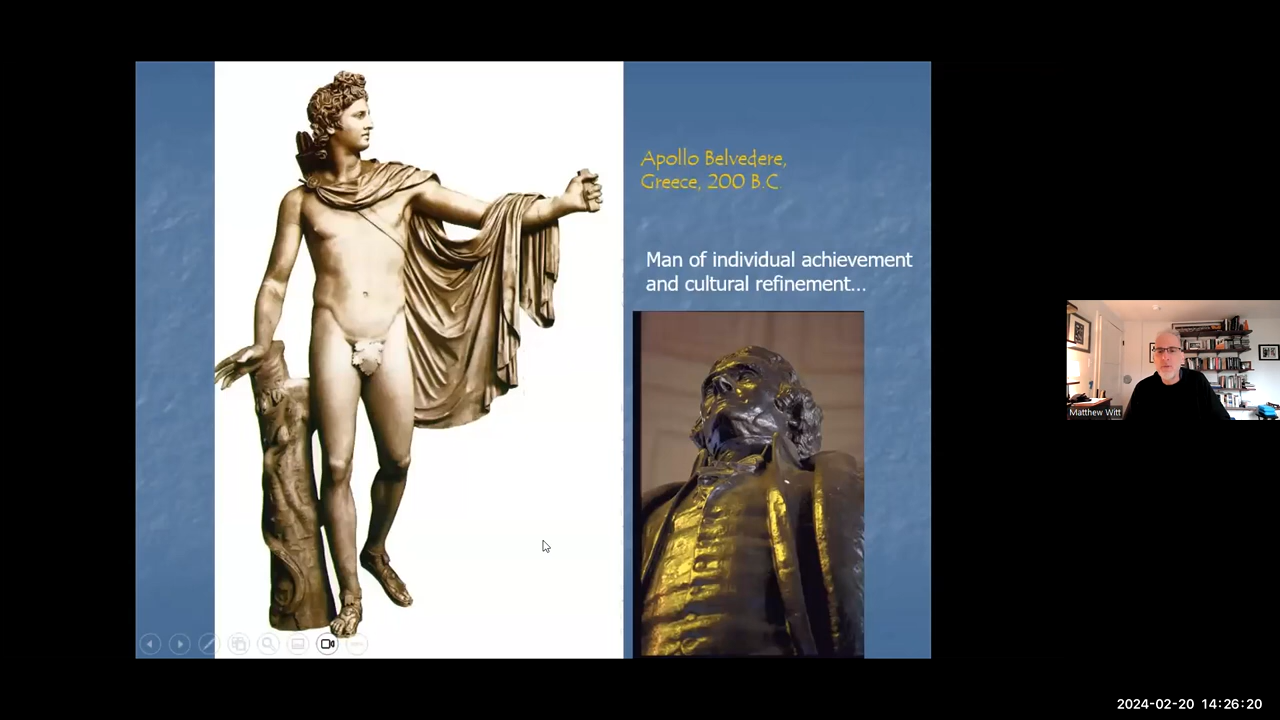 Apollo Belvedere,
Greece, 200 B.C.
Man of individual achievement
and cultural refinement...
Matthew Witt
2024-02-20 14:26:20